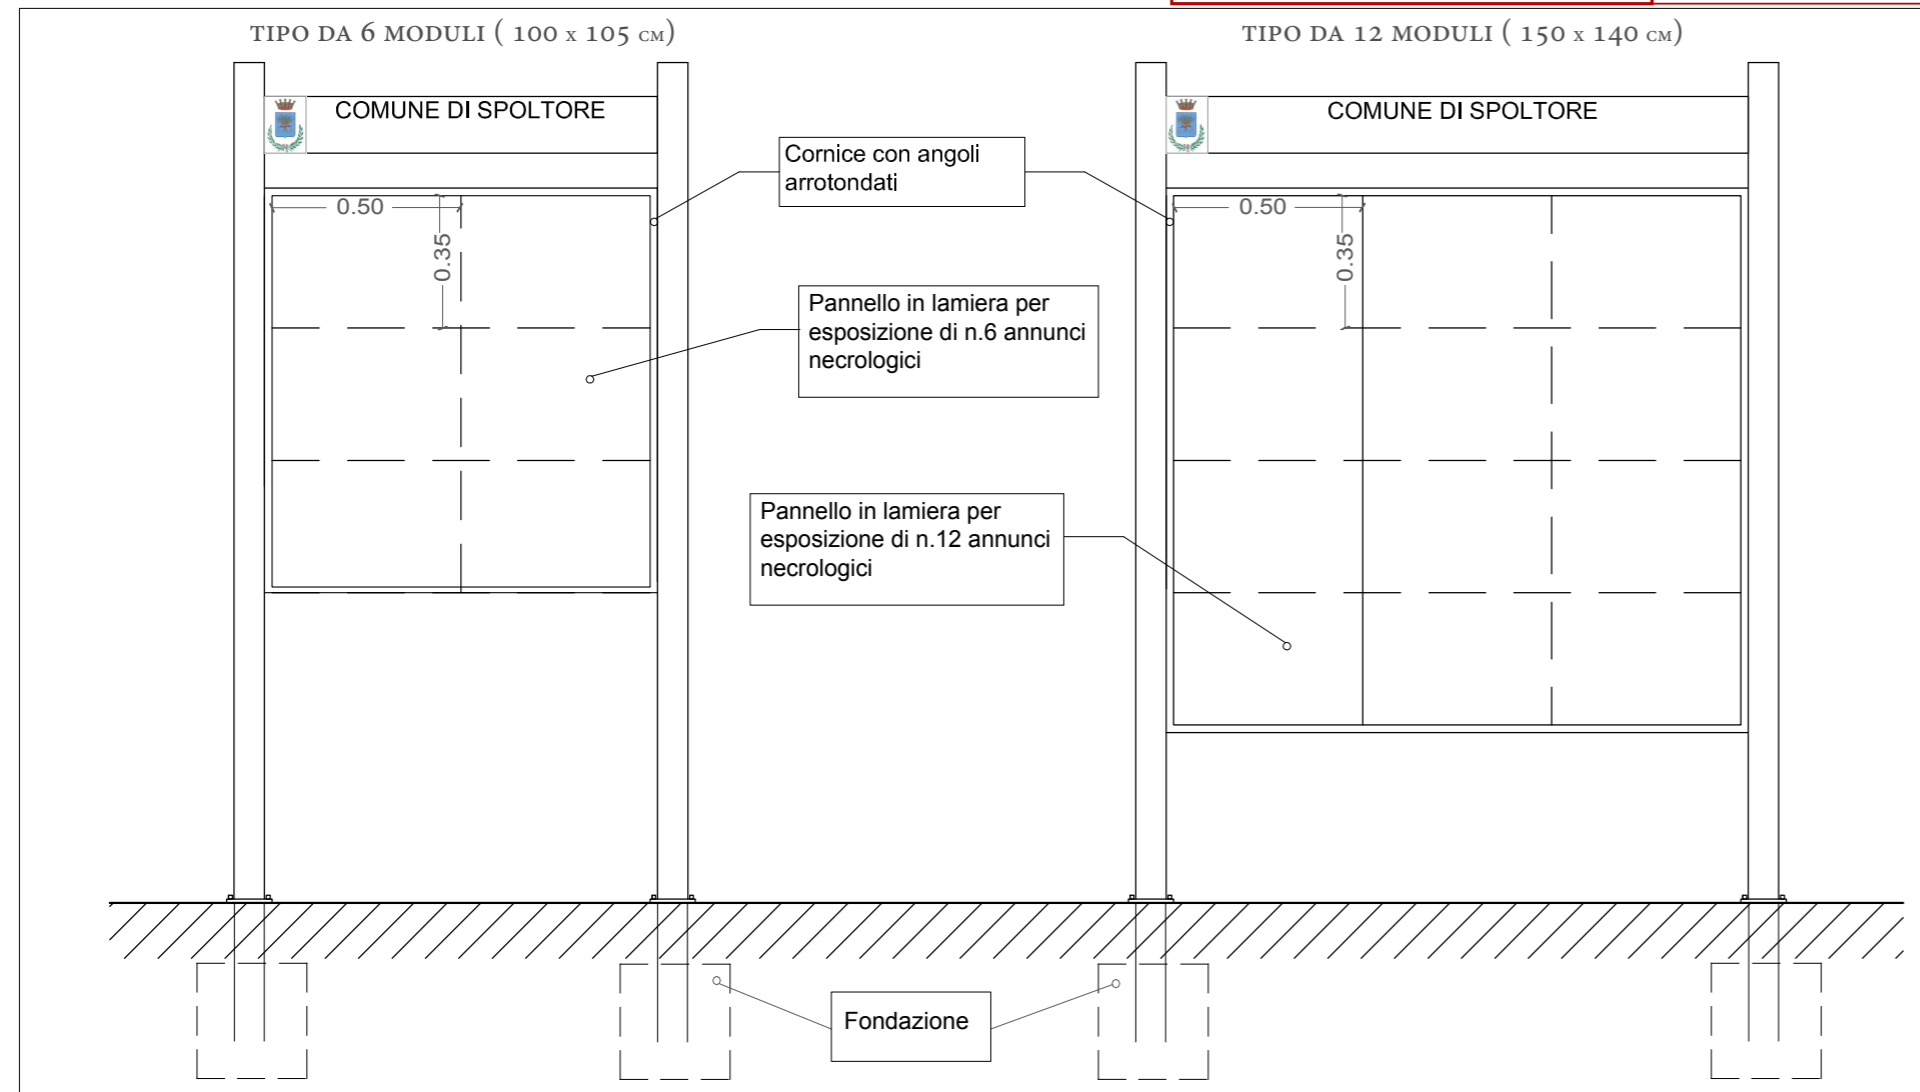 TIPO DA 6 MODULI ( 100 x 105 CM)
TIPO DA 12 MODULI ( 150 x 140 CM)
COMUNE DI SPOLTORE
COMUNE DI SPOLTORE
Cornice con angoli
arrotondati
0.50
0.35
0.50
0.35
Pannello in lamiera per
esposizione di n.6 annunci
necrologici
Pannello in lamiera per
esposizione di n.12 annunci
necrologici
Fondazione